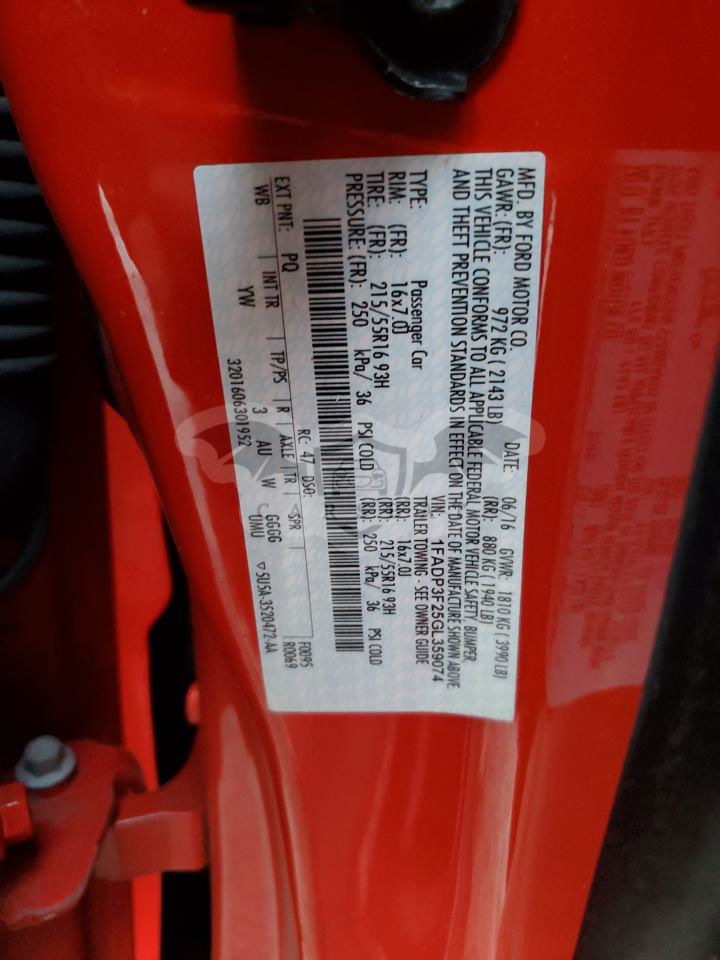 MFD. BY FORD MOTOR CO.
DATE: 06/16 GVWR: 1810 KG ( 3990 LB)
GAWR: (FR): 972 KG ( 2143 LB) (RR): 880 KG ( 1940 LB)
THIS VEHICLE CONFORMS TO ALL APPLICABLE FEDERAL MOTOR VEHICLE SAFETY, BUMPER,
AND THEFT PREVENTION STANDARDS IN EFFECT ON THE DATE OF MANUFACTURE SHOWN ABOVE
VIN: 1FADP3F25GL359074
TYPE: Passenger Car TRAILER TOWING - SEE OWNER GUIDE
RIM: (FR): 16x7.0J (RR): 16x7.0J
TIRE: (FR): 215/55R16 93H (RR): 215/55R16 93H
PRESSURE: (FR): 250 kPa/ 36 PSI COLD (RR): 250 kPa/ 36 PSI COLD
F0095
RC: 47 DSO: R0069
EXT PNT: PQ
WB INT TR TP/PS R AXLE TR SPR
YW 3 AU W GGGG UMU
3201606301952 5U5A-3520472-AA